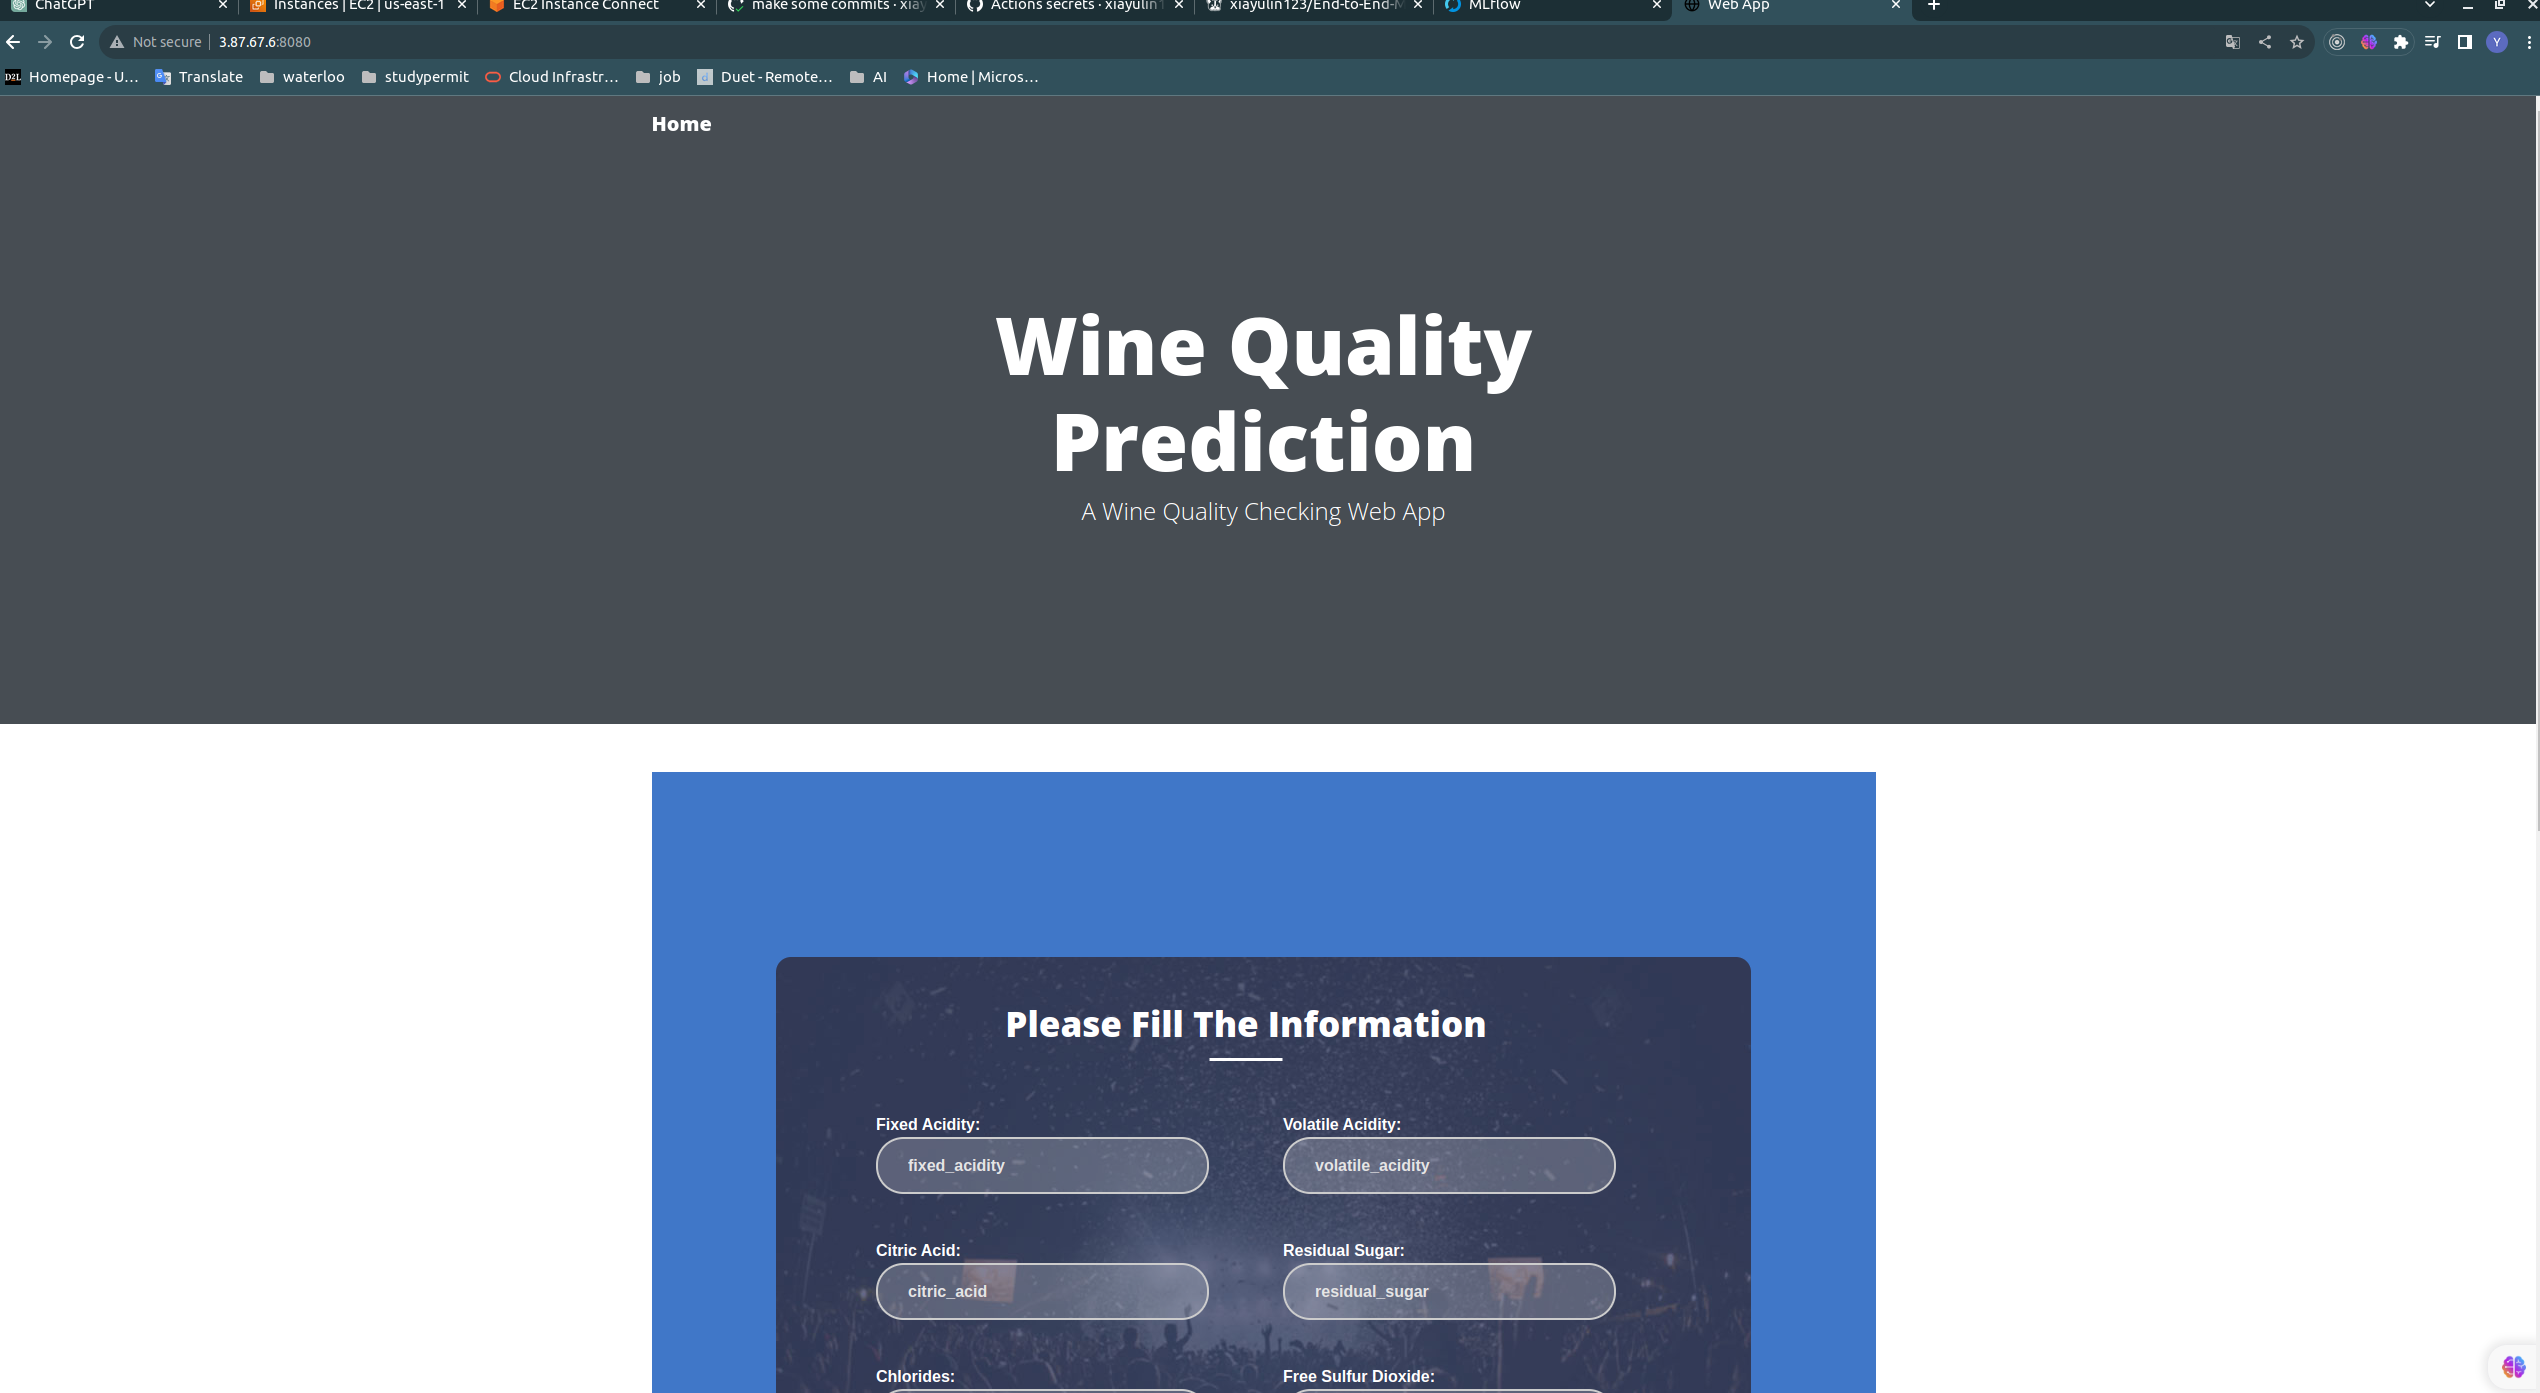 ChatGPT
Instances | EC2 | us-east-1
EC2 Instance Connect
make some commits · xiay
Actions secrets · xiayulin1
xiayulin123/End-to-End-M
MLflow
Web App
Not secure
3.87.67.6:8080
Y
D2L
Homepage - U...
Translate
waterloo
studypermit
Cloud Infrastr...
job
Duet - Remote...
AI
Home | Micros...
Home
Wine Quality
Prediction
A Wine Quality Checking Web App
Please Fill The Information
Fixed Acidity:
Volatile Acidity:
fixed_acidity
volatile_acidity
Citric Acid:
Residual Sugar:
citric_acid
residual_sugar
Chlorides:
Free Sulfur Dioxide: